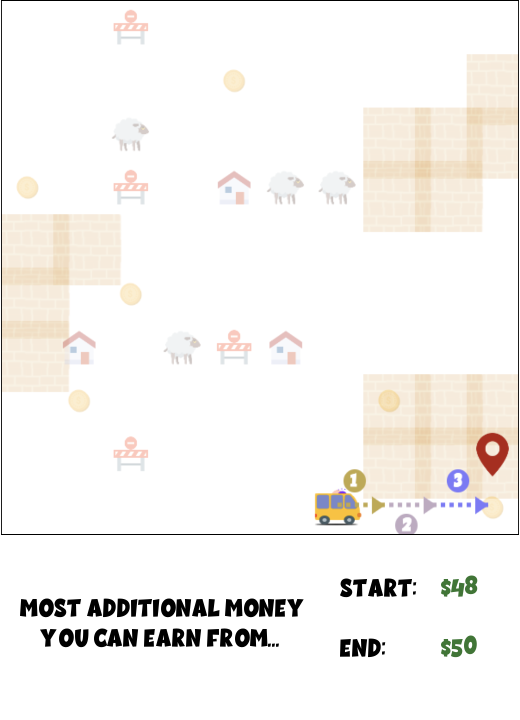 1
3
2
START: $48
MOST ADDITIONAL MONEY
YOU CAN EARN FROM...
END: $50